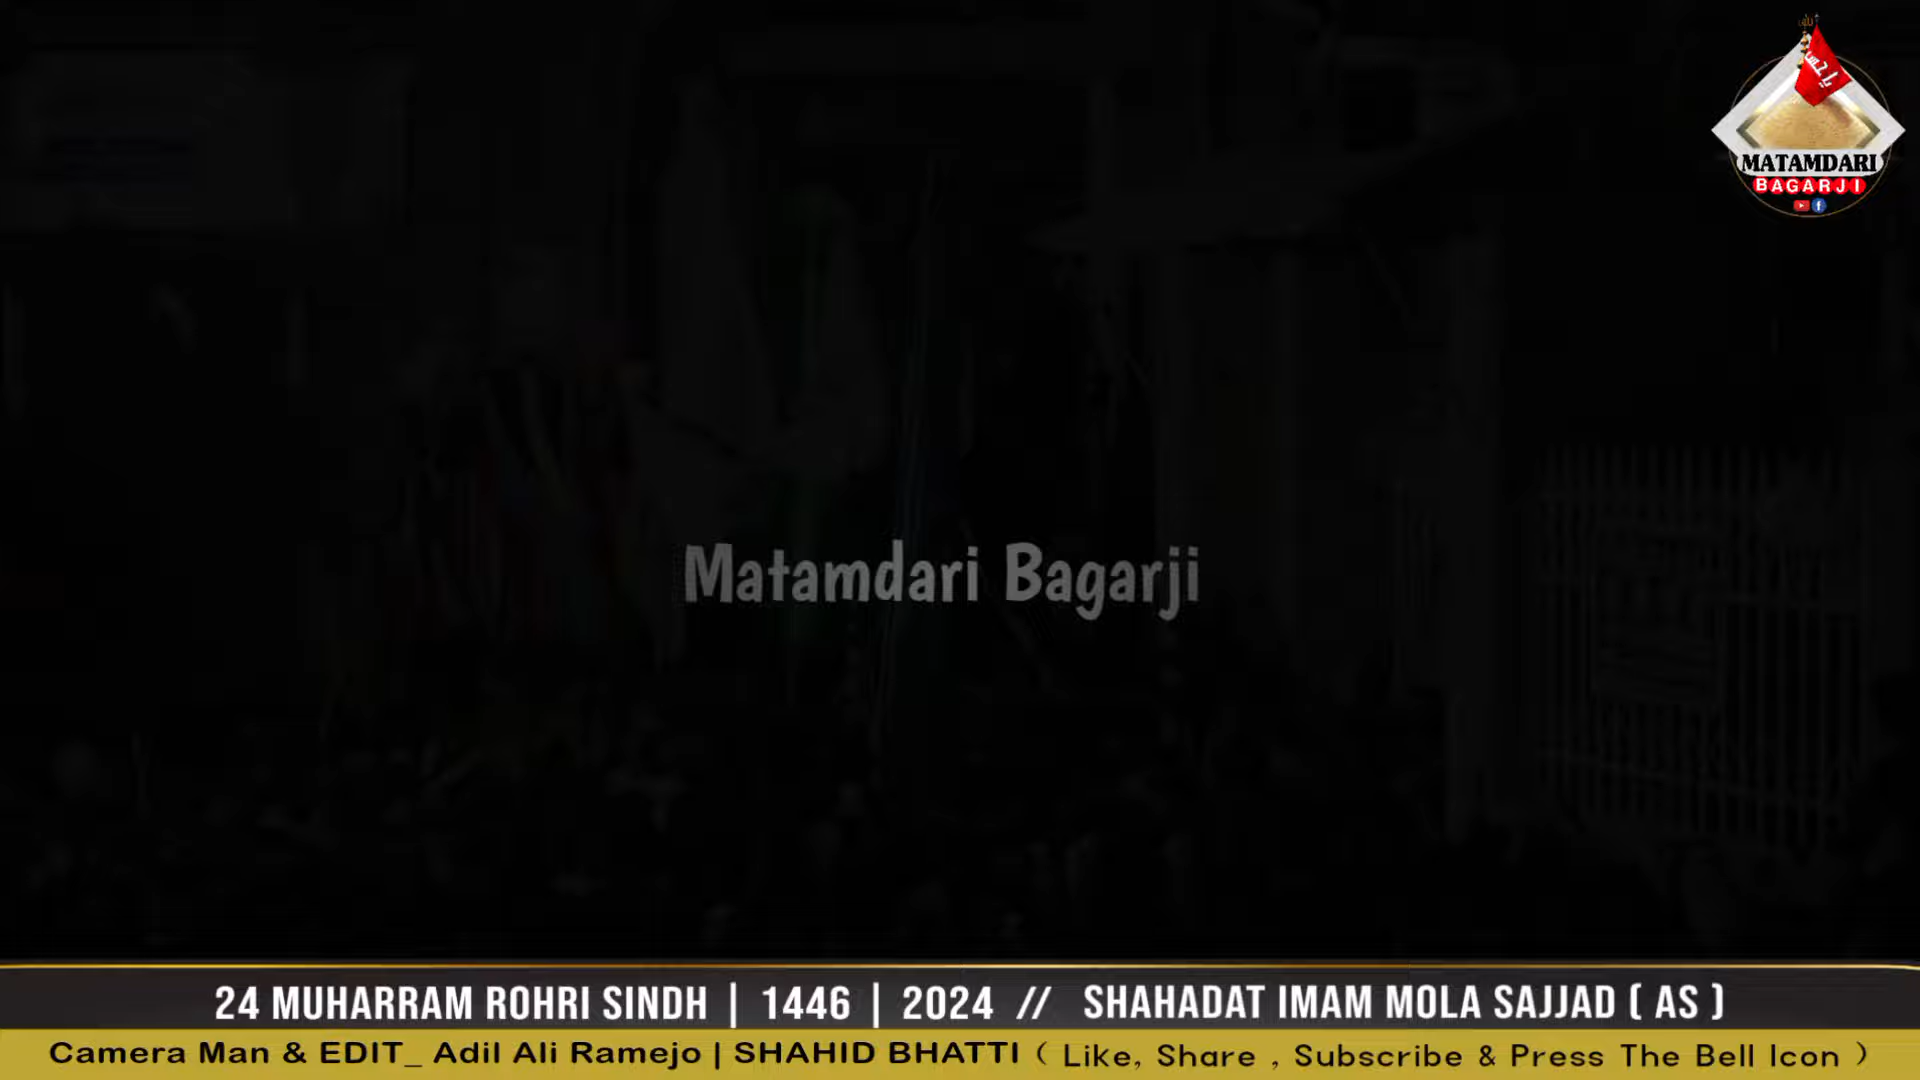 MATAMDARI
BAGARJI
Matamdari Bagarji
24 MUHARRAM ROHRI SINDH | 1446 | 2024 // SHAHADAT IMAM MOLA SAJJAD ( AS )
Camera Man & EDIT_ Adil Ali Ramejo | SHAHID BHATTI ( Like, Share , Subscribe & Press The Bell Icon )